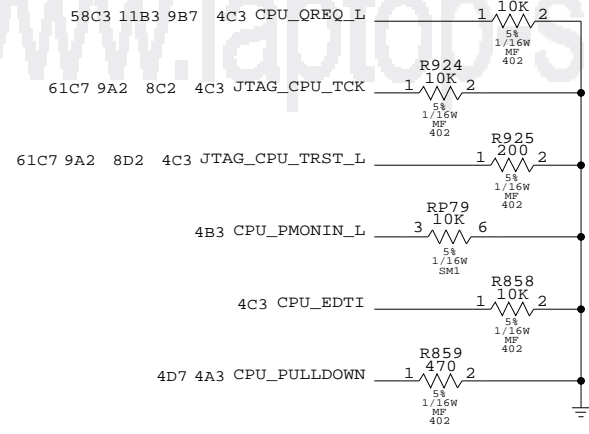 www.laptop-s
10K
58C3 11B3 9B7 4C3 CPU_QREQ_L 1 2
5%
1/16W
MF
402
R924
10K
61C7 9A2 8C2 4C3 JTAG_CPU_TCK 1 2
5%
1/16W
MF
402
R925
200
61C7 9A2 8D2 4C3 JTAG_CPU_TRST_L 1 2
5%
1/16W
MF
402
RP79
10K
4B3 CPU_PMONIN_L 3 6
5%
1/16W
SM1
R858
10K
4C3 CPU_EDTI 1 2
5%
1/16W
MF
402
R859
470
4D7 4A3 CPU_PULLDOWN 1 2
5%
1/16W
MF
402